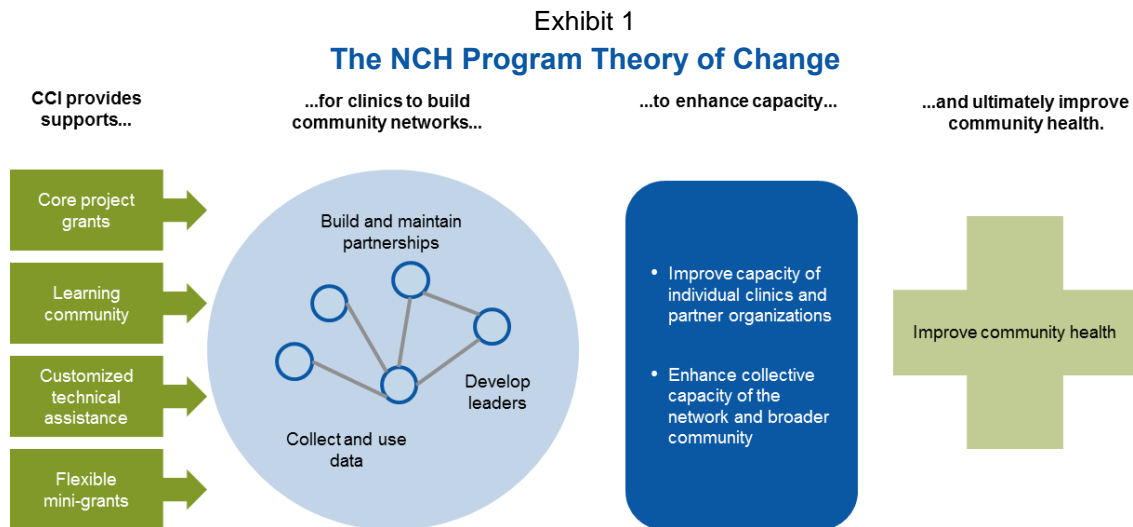 Exhibit 1
The NCH Program Theory of Change
CCI provides
supports...
...for clinics to build
community networks...
...to enhance capacity...
...and ultimately improve
community health.
Core project
grants
Learning
community
Customized
technical
assistance
Flexible
mini-grants
Build and maintain
partnerships
Develop
leaders
Collect and use
data
• Improve capacity of
individual clinics and
partner organizations
• Enhance collective
capacity of the
network and broader
community
Improve community health